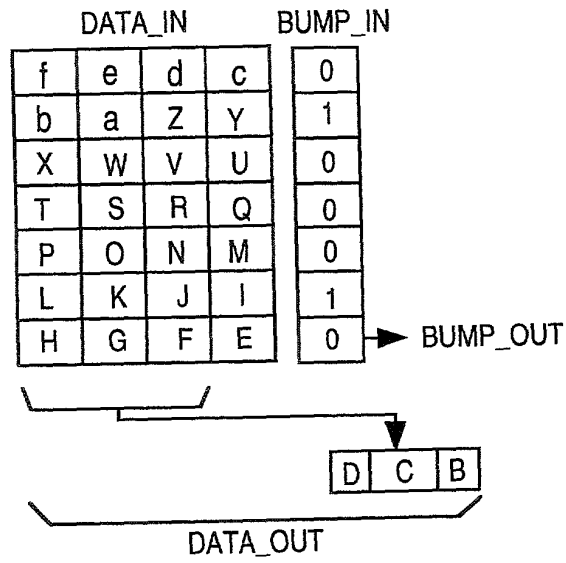 DATA_IN BUMP_IN
f e d c 0
b a Z Y 1
X W V U 0
T S R Q 0
P O N M 0
L K J I 1
H G F E 0 BUMP_OUT
D C B
DATA_OUT